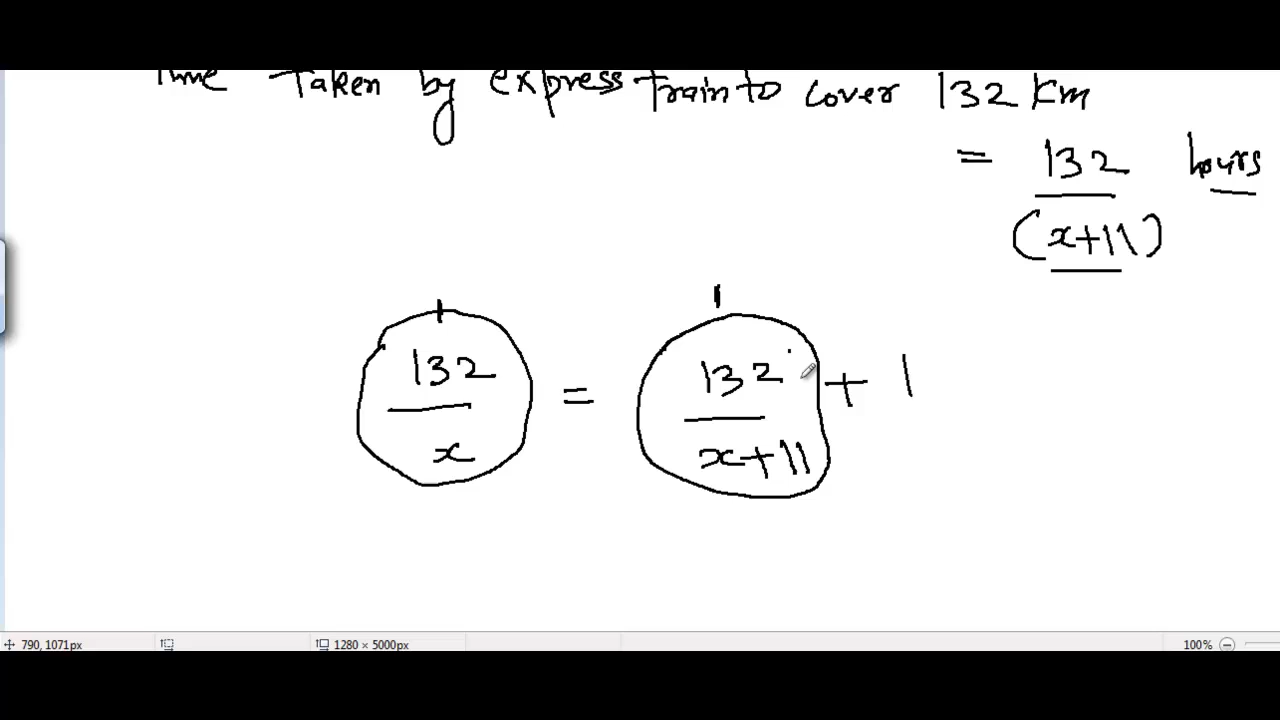 Time Taken by express train to cover 132 Km
= 132 hours
(x+11)
132 = 132 + 1
x x+11
790, 1071px 1280 × 5000px 100%